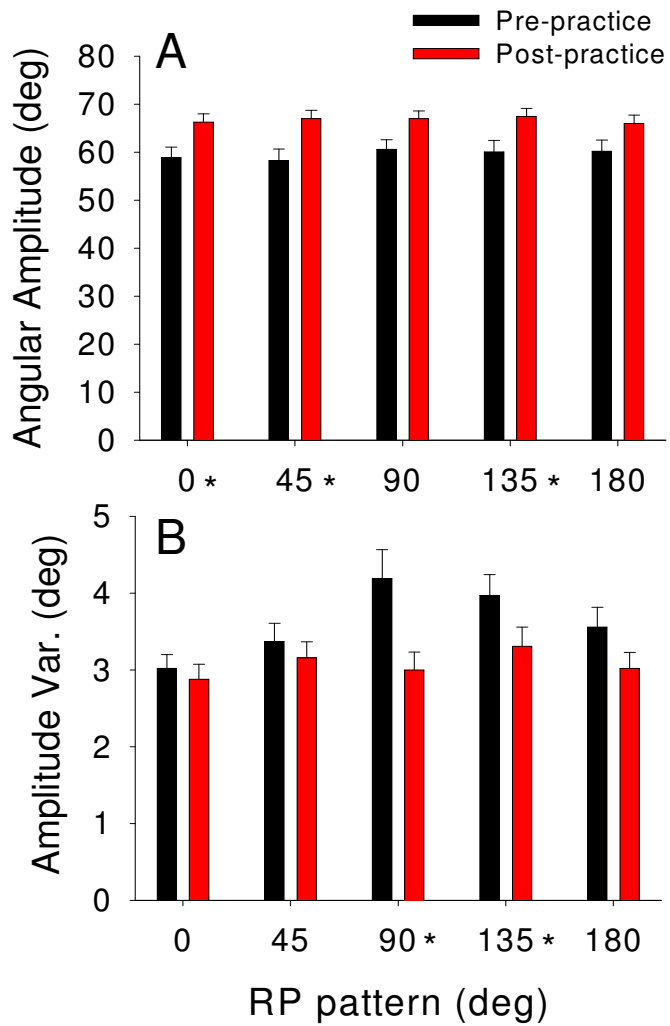 Pre-practice
Post-practice
A
Angular Amplitude (deg)
80
70
60
50
40
30
20
10
0
0 * 45 * 90 135 * 180
B
Amplitude Var. (deg)
5
4
3
2
1
0
0 45 90 * 135 * 180
RP pattern (deg)